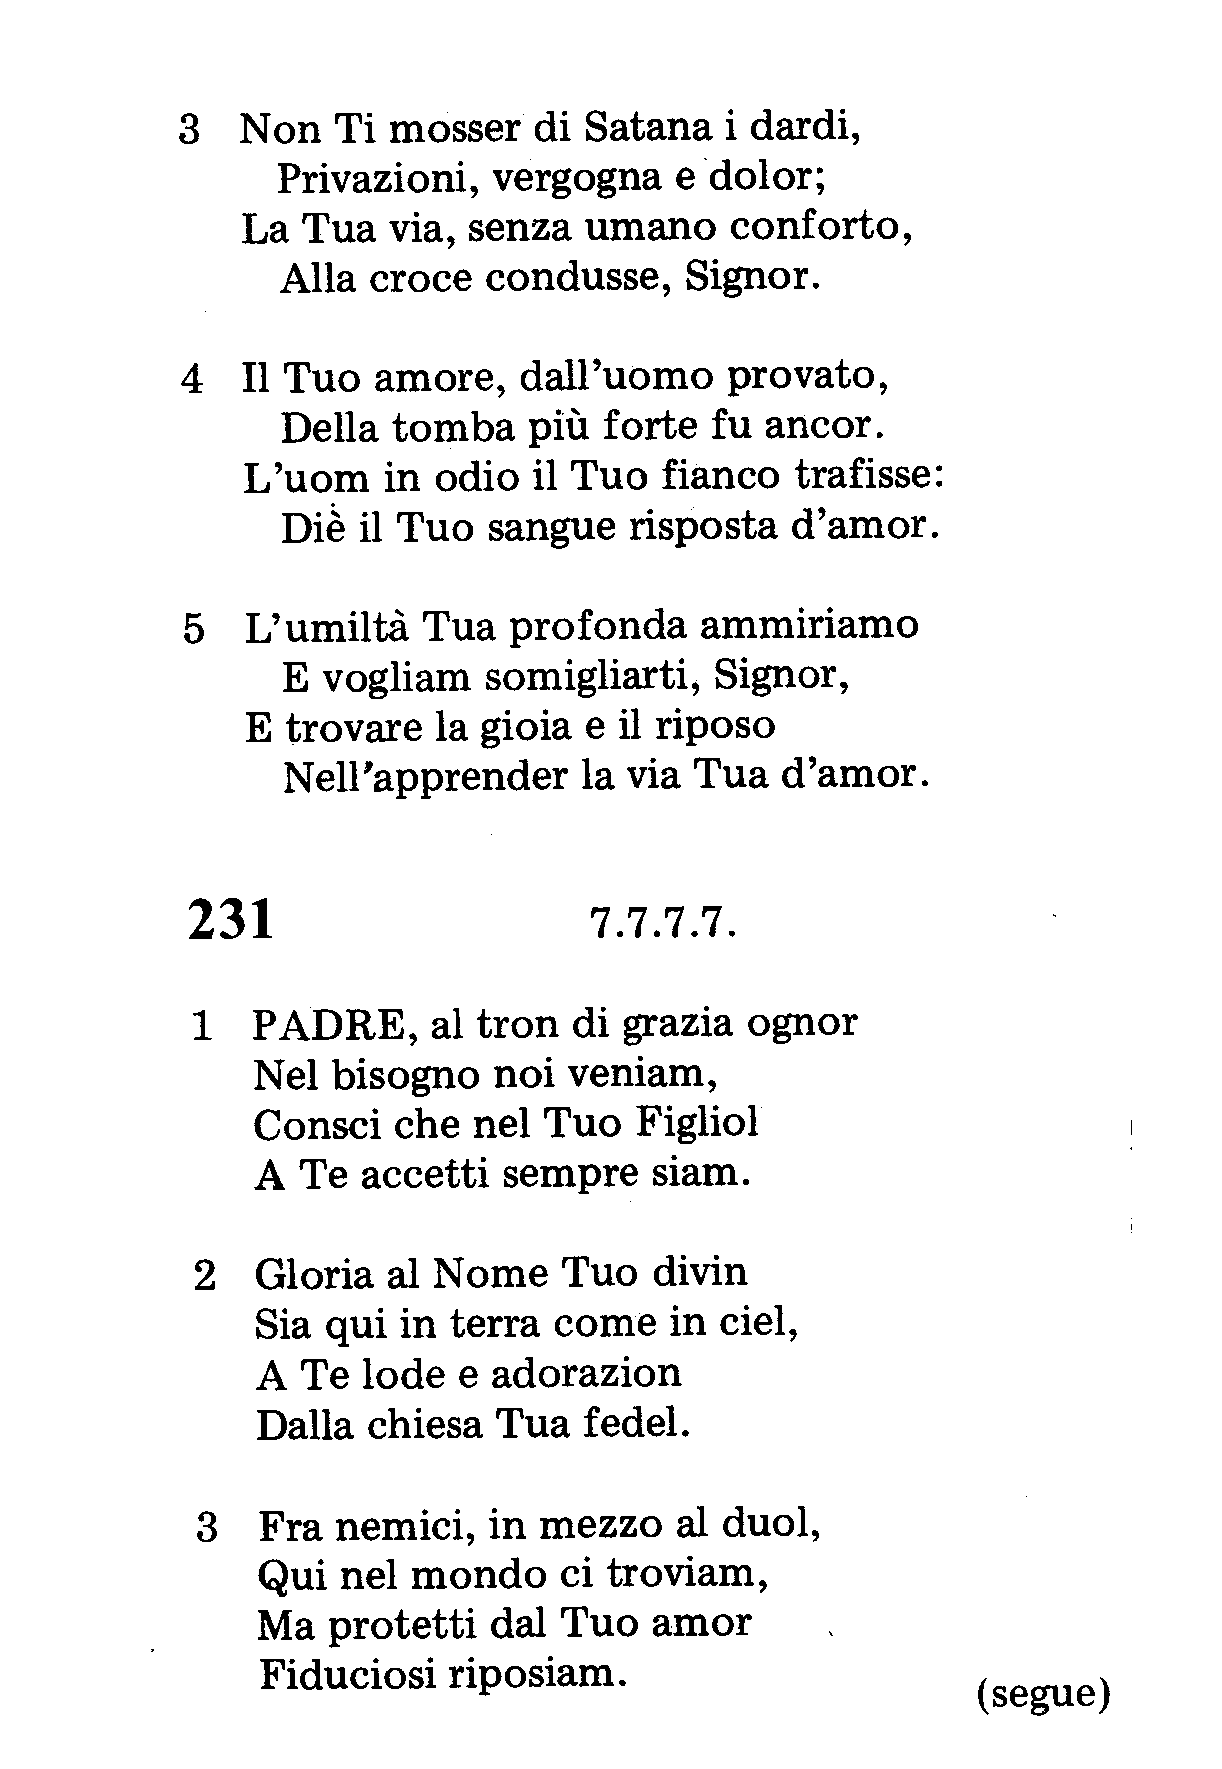 3 Non Ti mosser di Satana i dardi,
Privazioni, vergogna e dolor;
La Tua via, senza umano conforto,
Alla croce condusse, Signor.
4 Il Tuo amore, dall'uomo provato,
Della tomba più forte fu ancor.
L'uom in odio il Tuo fianco trafisse:
Diè il Tuo sangue risposta d'amor.
5 L'umiltà Tua profonda ammiriamo
E vogliam somigliarti, Signor,
E trovare la gioia e il riposo
Nell'apprender la via Tua d'amor.
231 7.7.7.7.
1 PADRE, al tron di grazia ognor
Nel bisogno noi veniam,
Consci che nel Tuo Figliol
A Te accetti sempre siam.
2 Gloria al Nome Tuo divin
Sia qui in terra come in ciel,
A Te lode e adorazion
Dalla chiesa Tua fedel.
3 Fra nemici, in mezzo al duol,
Qui nel mondo ci troviam,
Ma protetti dal Tuo amor
Fiduciosi riposiam.
(segue)